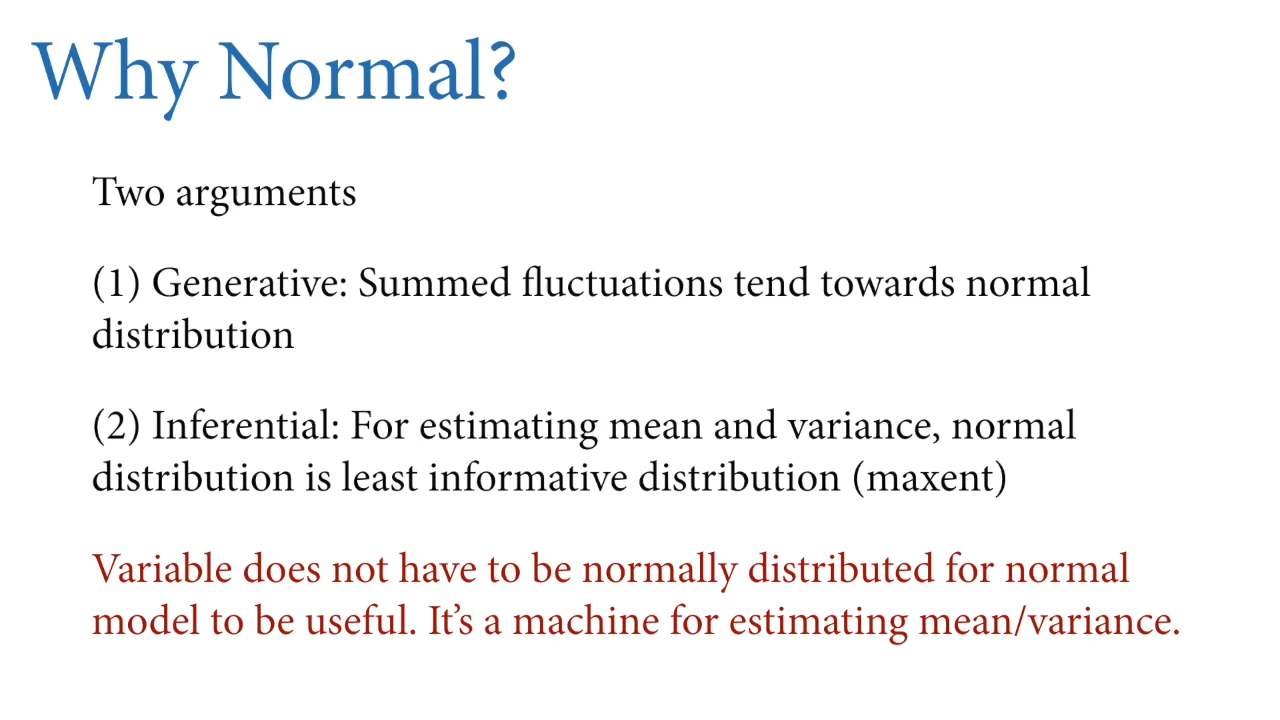 Why Normal?
Two arguments
(1) Generative: Summed fluctuations tend towards normal
distribution
(2) Inferential: For estimating mean and variance, normal
distribution is least informative distribution (maxent)
Variable does not have to be normally distributed for normal
model to be useful. It’s a machine for estimating mean/variance.